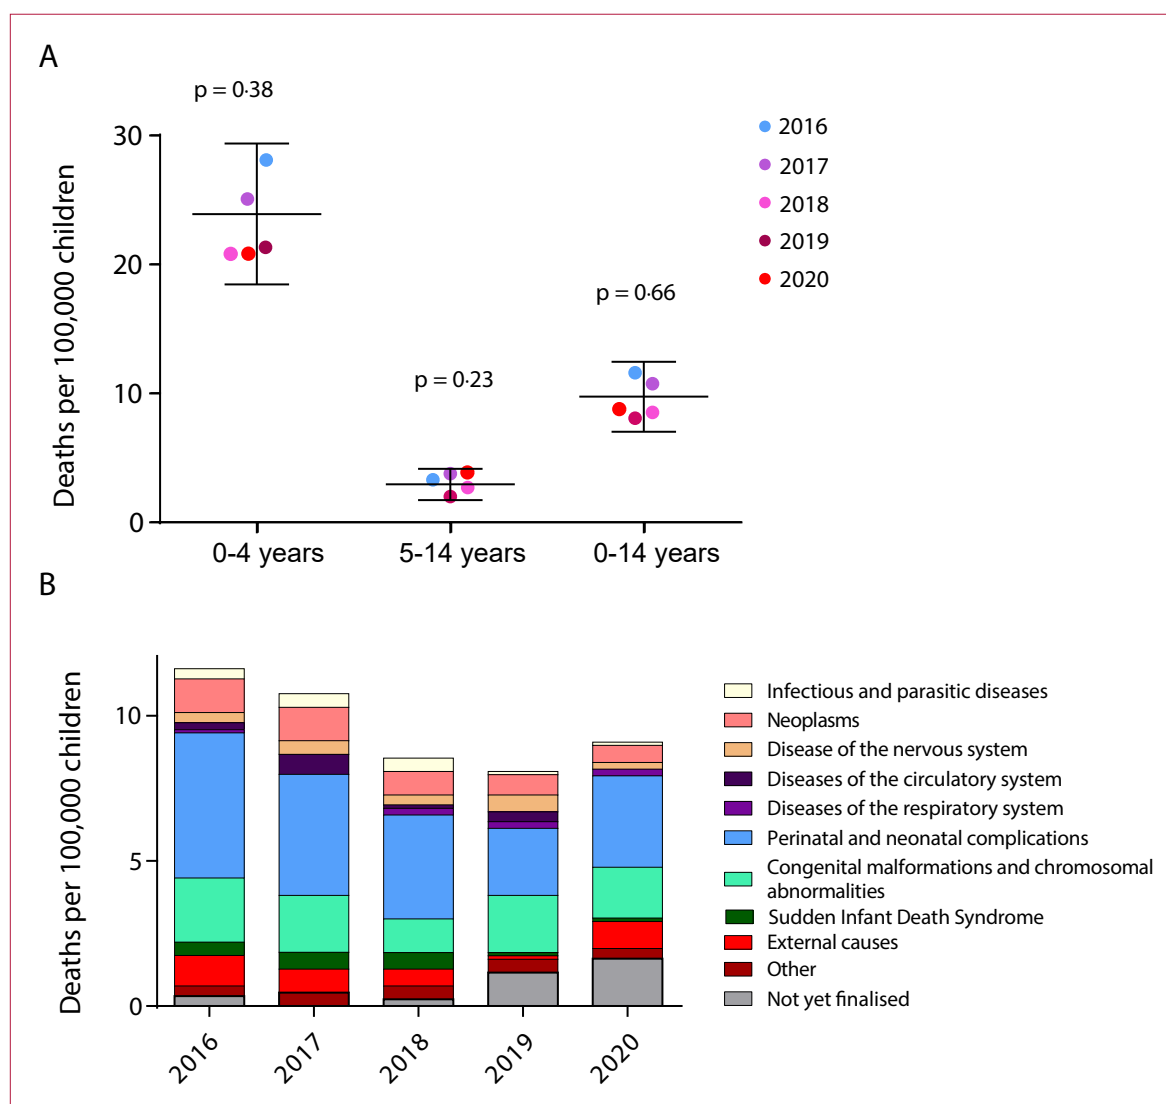 A
p = 0·38
30
20
10
0
Deaths per 100,000 children
p = 0·23
p = 0·66
2016
2017
2018
2019
2020
0-4 years
5-14 years
0-14 years
B
Deaths per 100,000 children
10
5
0
2016
2017
2018
2019
2020
Infectious and parasitic diseases
Neoplasms
Disease of the nervous system
Diseases of the circulatory system
Diseases of the respiratory system
Perinatal and neonatal complications
Congenital malformations and chromosomal
abnormalities
Sudden Infant Death Syndrome
External causes
Other
Not yet finalised